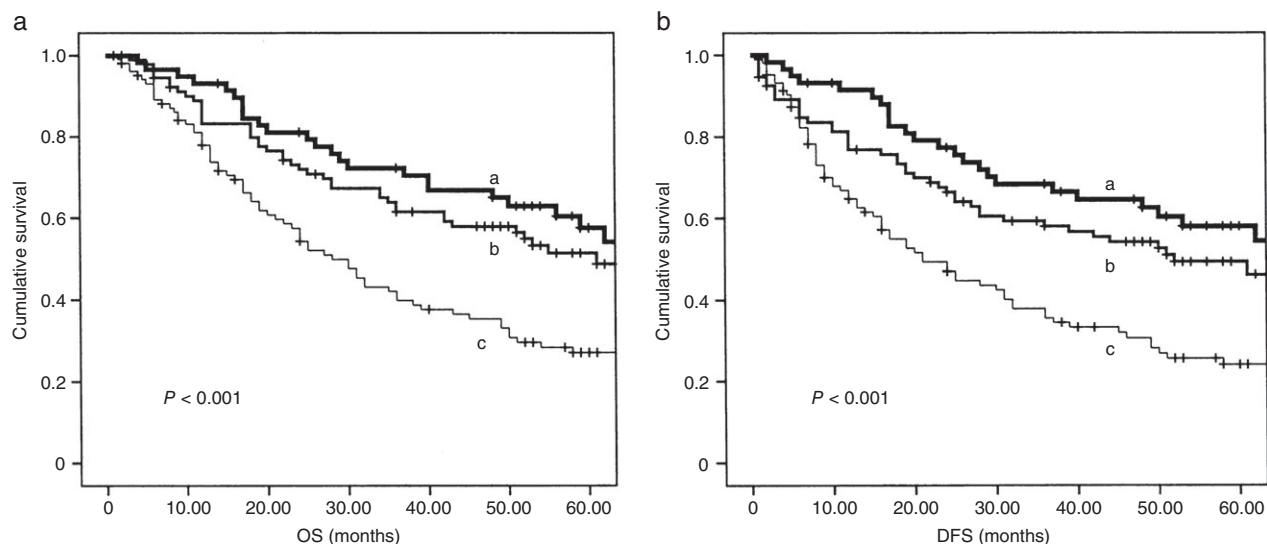 a
Cumulative survival
1.0
0.8
0.6
0.4
0.2
0
a
b
c
P < 0.001
0 10.00 20.00 30.00 40.00 50.00 60.00
OS (months)
b
Cumulative survival
1.0
0.8
0.6
0.4
0.2
0
a
b
c
P < 0.001
0 10.00 20.00 30.00 40.00 50.00 60.00
DFS (months)